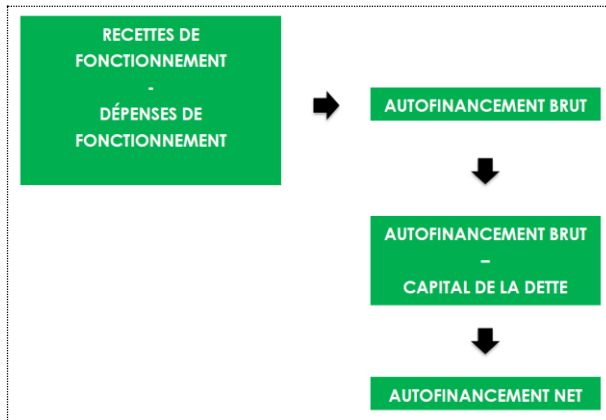 RECETTES DE
FONCTIONNEMENT
-
DÉPENSES DE
FONCTIONNEMENT
AUTOFINANCEMENT BRUT
AUTOFINANCEMENT BRUT
–
CAPITAL DE LA DETTE
AUTOFINANCEMENT NET